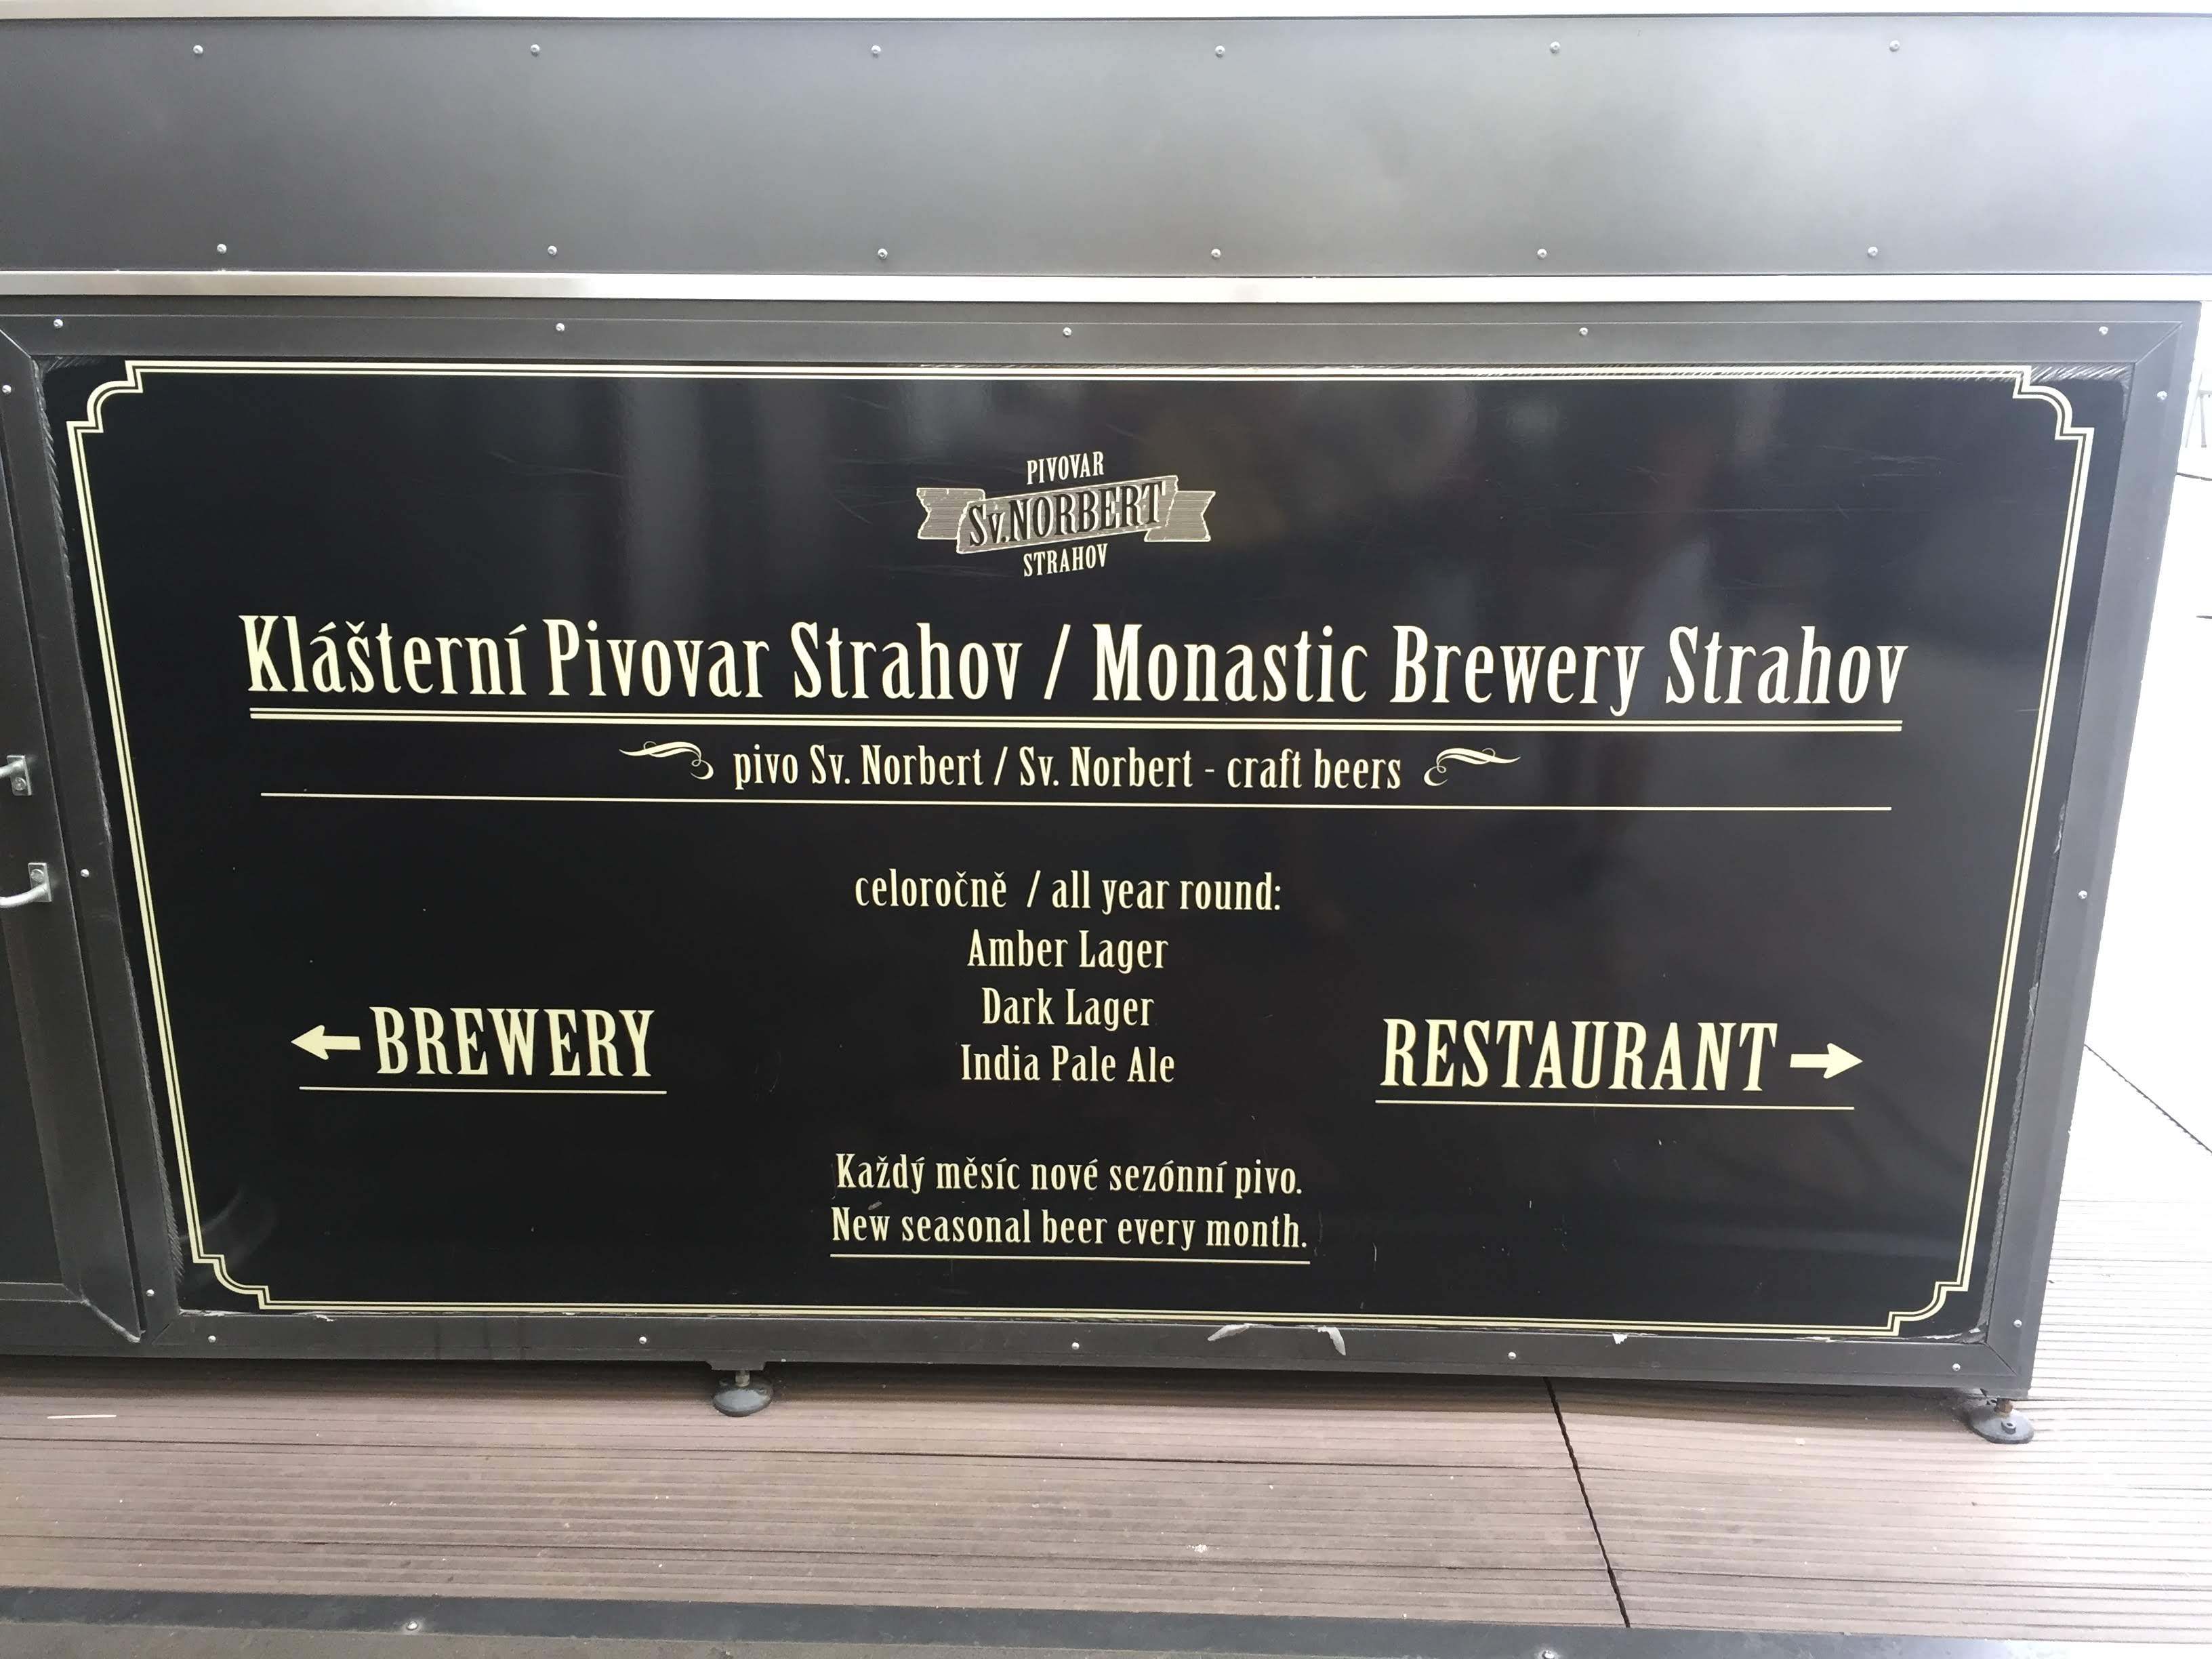 PIVOVAR
Sv.NORBERT
STRAHOV
Klášterní Pivovar Strahov / Monastic Brewery Strahov
pivo Sv. Norbert / Sv. Norbert - craft beers
celoročně / all year round:
Amber Lager
Dark Lager
India Pale Ale
←BREWERY
RESTAURANT→
Každý měsíc nové sezónní pivo.
New seasonal beer every month.